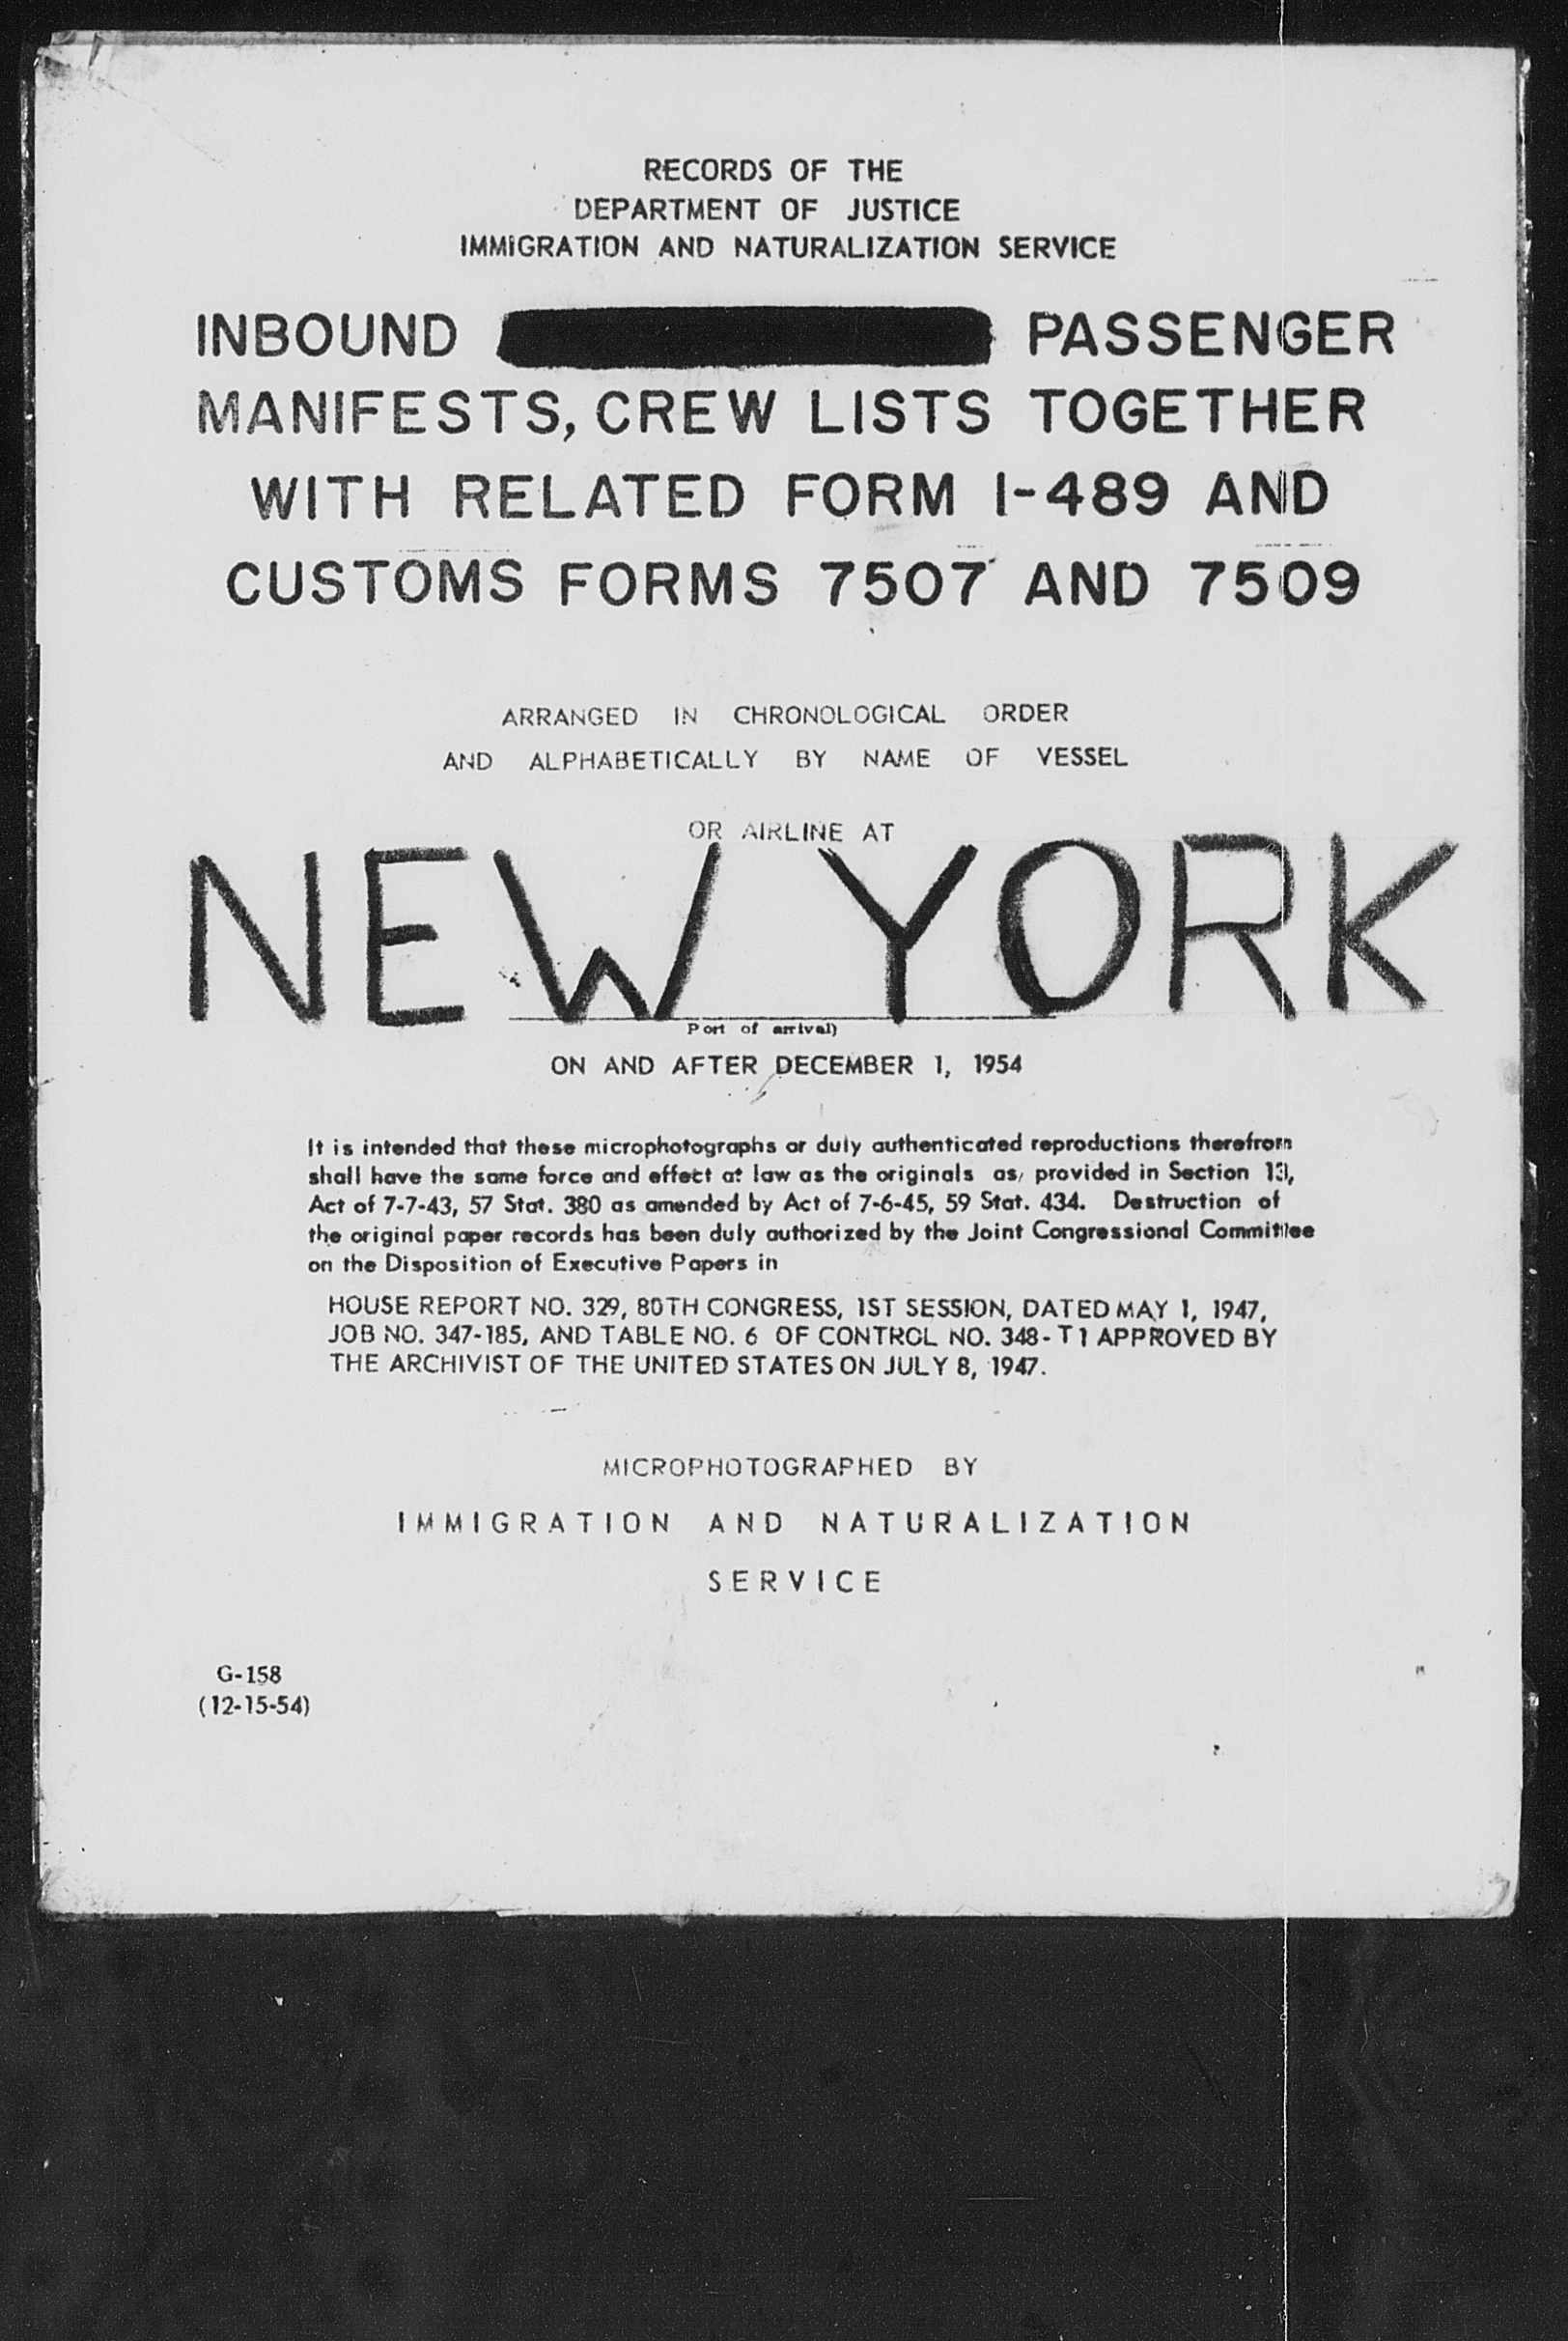 RECORDS OF THE
DEPARTMENT OF JUSTICE
IMMIGRATION AND NATURALIZATION SERVICE
INBOUND PASSENGER
MANIFESTS, CREW LISTS TOGETHER
WITH RELATED FORM I-489 AND
CUSTOMS FORMS 7507 AND 7509
ARRANGED IN CHRONOLOGICAL ORDER
AND ALPHABETICALLY BY NAME OF VESSEL
OR AIRLINE AT
NEW YORK
Port of arrival)
ON AND AFTER DECEMBER 1, 1954
It is intended that these microphotographs or duly authenticated reproductions therefrom
shall have the same force and effect at law as the originals as, provided in Section 13,
Act of 7-7-43, 57 Stat. 380 as amended by Act of 7-6-45, 59 Stat. 434. Destruction of
the original paper records has been duly authorized by the Joint Congressional Committee
on the Disposition of Executive Papers in
HOUSE REPORT NO. 329, 80TH CONGRESS, 1ST SESSION, DATED MAY 1, 1947,
JOB NO. 347-185, AND TABLE NO. 6 OF CONTROL NO. 348-T1 APPROVED BY
THE ARCHIVIST OF THE UNITED STATES ON JULY 8, 1947.
MICROPHOTOGRAPHED BY
IMMIGRATION AND NATURALIZATION
SERVICE
G-158
(12-15-54)